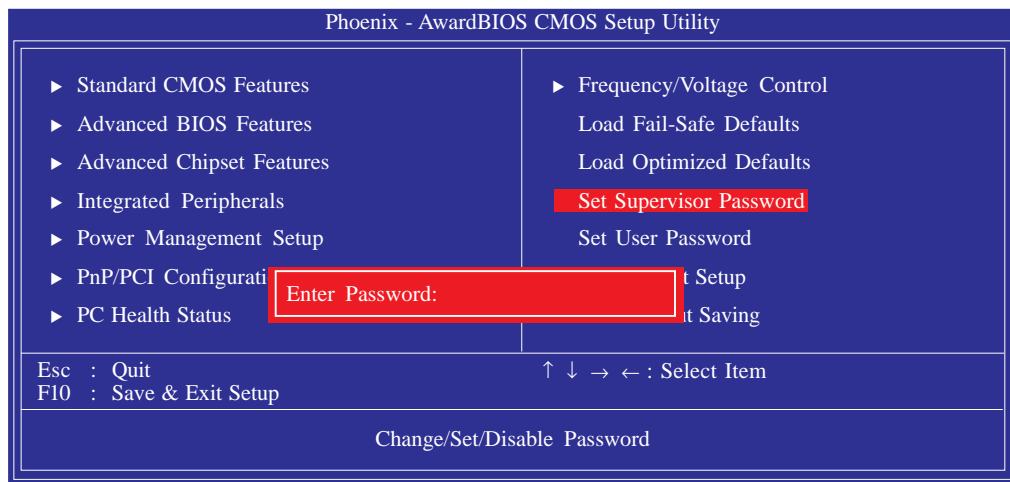 Phoenix - AwardBIOS CMOS Setup Utility
▶ Standard CMOS Features
▶ Advanced BIOS Features
▶ Advanced Chipset Features
▶ Integrated Peripherals
▶ Power Management Setup
▶ PnP/PCI Configurati
▶ PC Health Status
▶ Frequency/Voltage Control
Load Fail-Safe Defaults
Load Optimized Defaults
Set Supervisor Password
Set User Password
t Setup
t Saving
Enter Password:
Esc : Quit
F10 : Save & Exit Setup
↑ ↓ → ← : Select Item
Change/Set/Disable Password